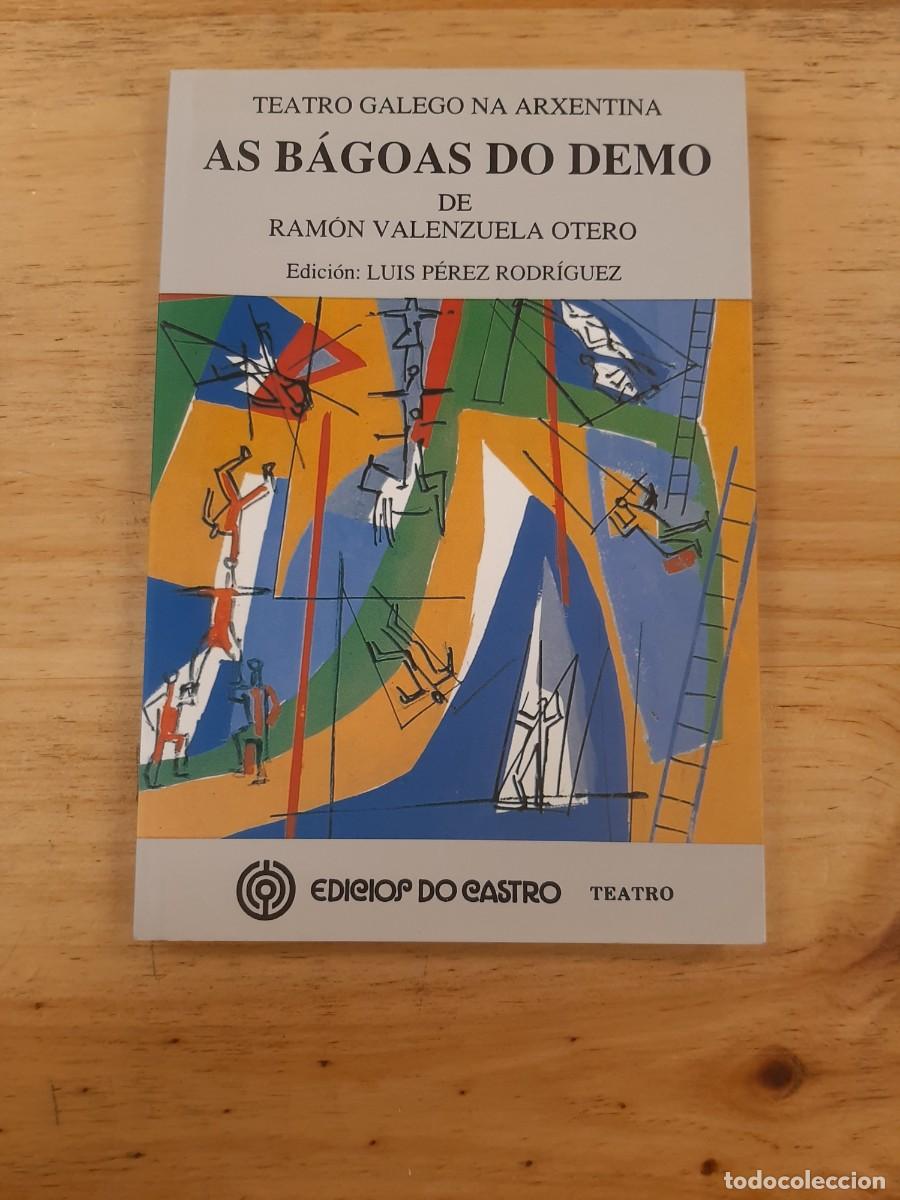 TEATRO GALEGO NA ARXENTINA
AS BÁGOAS DO DEMO
DE
RAMÓN VALENZUELA OTERO
Edición: LUIS PÉREZ RODRÍGUEZ
EDICIOS DO CASTRO TEATRO
todocoleccion